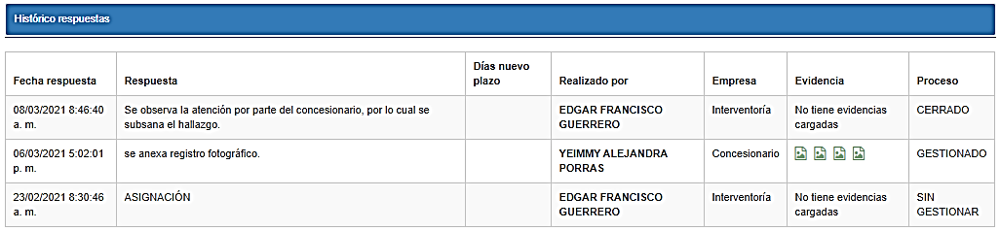 Histórico respuestas
Días nuevo
Fecha respuesta Respuesta plazo Realizado por Empresa Evidencia Proceso
08/03/2021 8:46:40 Se observa la atención por parte del concesionario, por lo cual se EDGAR FRANCISCO Interventoría No tiene evidencias CERRADO
a. m. subsana el hallazgo. GUERRERO cargadas
06/03/2021 5:02:01 se anexa registro fotográfico. YEIMMY ALEJANDRA Concesionario GESTIONADO
p. m. PORRAS
23/02/2021 8:30:46 ASIGNACIÓN EDGAR FRANCISCO Interventoría No tiene evidencias SIN
a. m. GUERRERO cargadas GESTIONAR